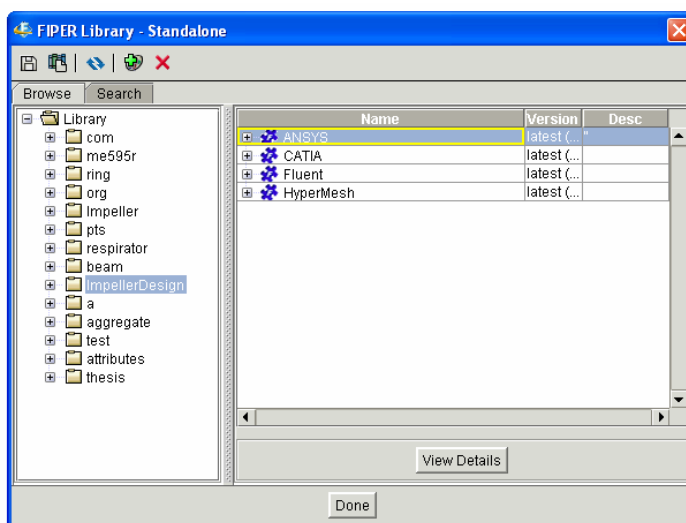 FIPER Library - Standalone
Browse Search
Library
com
me595r
ring
org
Impeller
pts
respirator
beam
ImpellerDesign
a
aggregate
test
attributes
thesis
Name Version Desc
ANSYS latest (... "
CATIA latest (...
Fluent latest (...
HyperMesh latest (...
View Details
Done